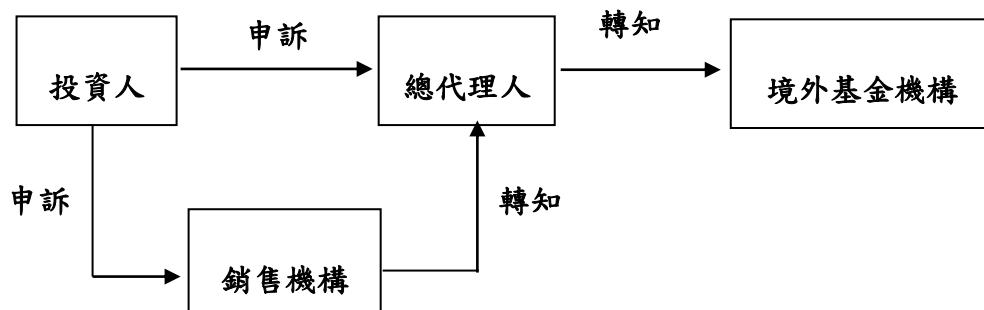 申訴
轉知
投資人
總代理人
境外基金機構
申訴
轉知
銷售機構